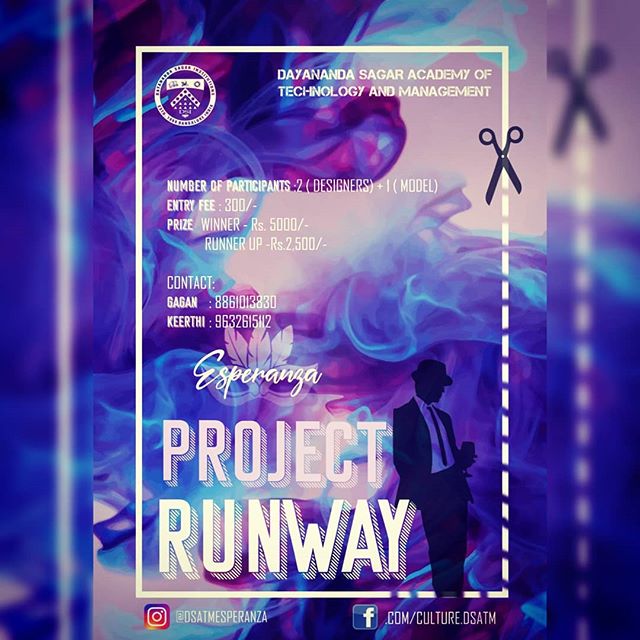 DAYANANDA SAGAR ACADEMY OF
TECHNOLOGY AND MANAGEMENT
NUMBER OF PARTICIPANTS :2 ( DESIGNERS) + 1 ( MODEL)
ENTRY FEE : 300/-
PRIZE WINNER - Rs. 5000/-
RUNNER UP -Rs.2,500/-
CONTACT:
GAGAN : 8861013830
KEERTHI : 9632615112
Esperanza
PROJECT
RUNWAY
@DSATMESPERANZA
.COM/CULTURE.DSATM